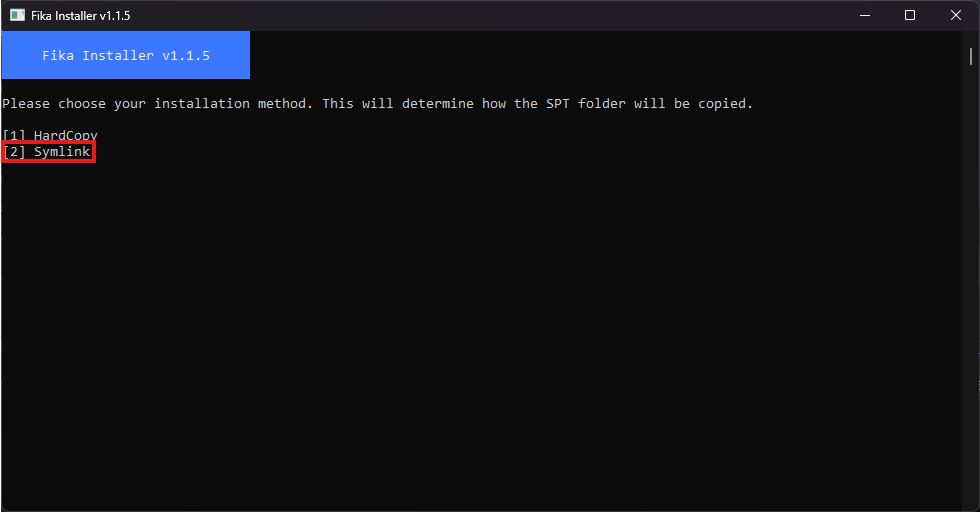 Fika Installer v1.1.5
Fika Installer v1.1.5
Please choose your installation method. This will determine how the SPT folder will be copied.
[1] HardCopy
[2] Symlink